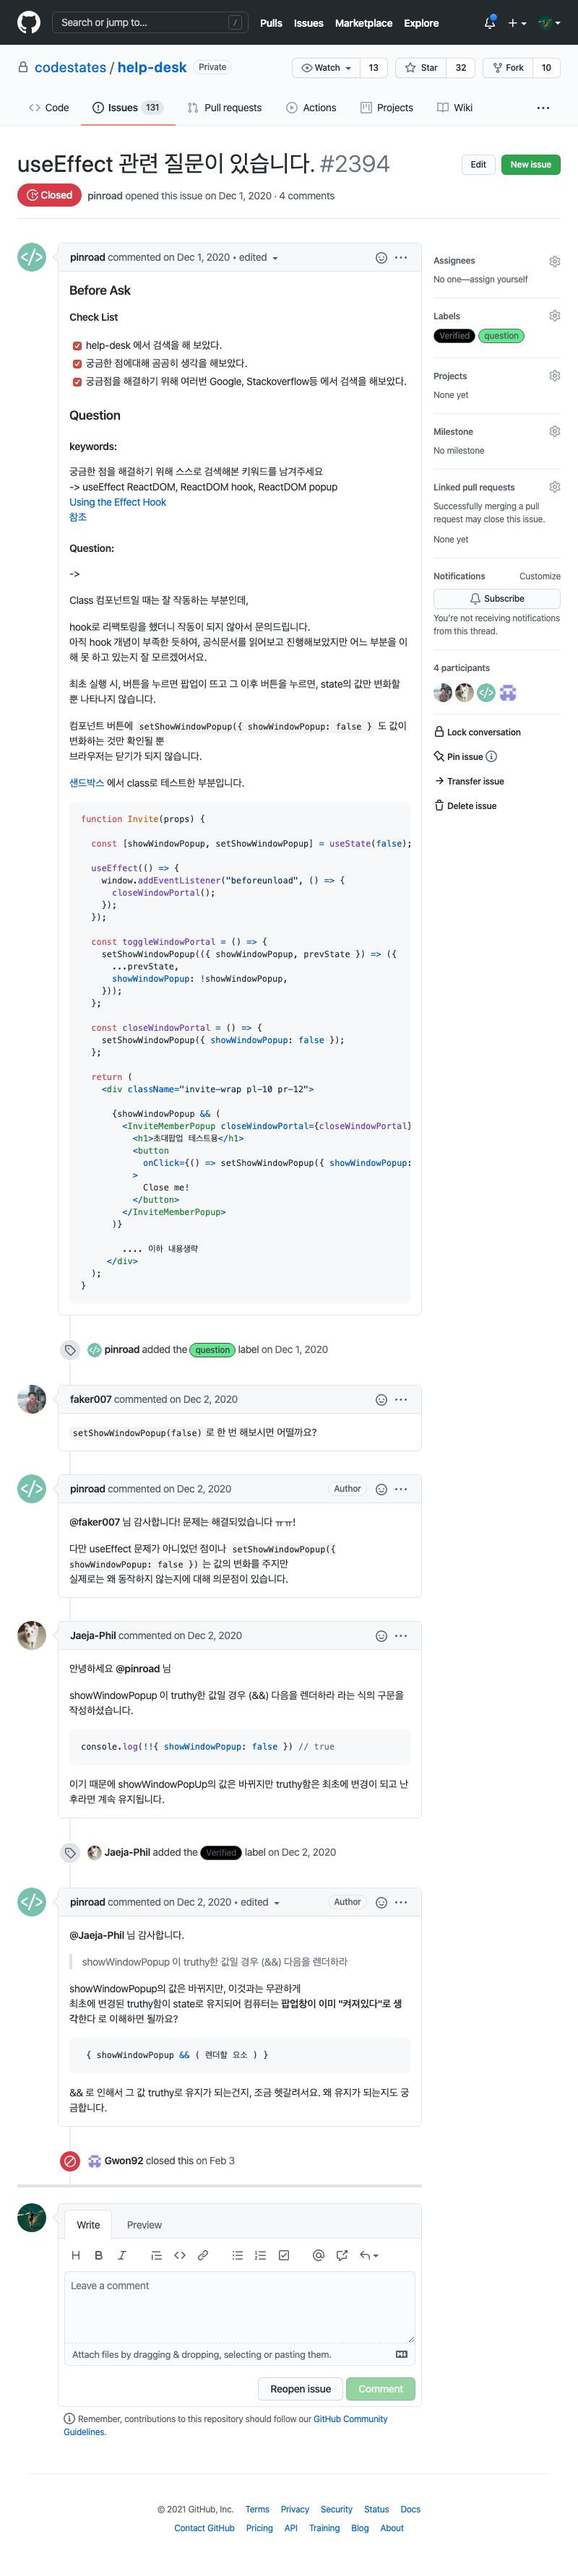 Search or jump to... /
Pulls Issues Marketplace Explore
codestates / help-desk Private
Watch 13 Star 32 Fork 10
Code Issues 131 Pull requests Actions Projects Wiki ...
useEffect 관련 질문이 있습니다. #2394
Edit New issue
Closed pinroad opened this issue on Dec 1, 2020 · 4 comments
pinroad commented on Dec 1, 2020 • edited
Before Ask
Check List
help-desk 에서 검색을 해 보았다.
궁금한 점에대해 곰곰히 생각을 해보았다.
궁금점을 해결하기 위해 여러번 Google, Stackoverflow등 에서 검색을 해보았다.
Question
keywords:
궁금한 점을 해결하기 위해 스스로 검색해본 키워드를 남겨주세요
-> useEffect ReactDOM, ReactDOM hook, ReactDOM popup
Using the Effect Hook
참조
Question:
->
Class 컴포넌트일 때는 잘 작동하는 부분인데,
hook로 리팩토링을 했더니 작동이 되지 않아서 문의드립니다.
아직 hook 개념이 부족한 듯하여, 공식문서를 읽어보고 진행해보았지만 어느 부분을 이
해 못 하고 있는지 잘 모르겠어서요.
최초 실행 시, 버튼을 누르면 팝업이 뜨고 그 이후 버튼을 누르면, state의 값만 변화할
뿐 나타나지 않습니다.
컴포넌트 버튼에 setShowWindowPopup({ showWindowPopup: false } 도 값이
변화하는 것만 확인될 뿐
브라우저는 닫기가 되지 않습니다.
샌드박스 에서 class로 테스트한 부분입니다.
function Invite(props) {
const [showWindowPopup, setShowWindowPopup] = useState(false);
useEffect(() => {
window.addEventListener("beforeunload", () => {
closeWindowPortal();
});
});
const toggleWindowPortal = () => {
setShowWindowPopup(({ showWindowPopup, prevState }) => ({
...prevState,
showWindowPopup: !showWindowPopup,
}));
};
const closeWindowPortal = () => {
setShowWindowPopup({ showWindowPopup: false });
};
return (
<div className="invite-wrap pl-10 pr-12">
{showWindowPopup && (
<InviteMemberPopup closeWindowPortal={closeWindowPortal}
<h1>초대팝업 테스트용</h1>
<button
onClick={() => setShowWindowPopup({ showWindowPopup:
>
Close me!
</button>
</InviteMemberPopup>
)}
.... 이하 내용생략
</div>
);
}
pinroad added the question label on Dec 1, 2020
faker007 commented on Dec 2, 2020
setShowWindowPopup(false) 로 한 번 해보시면 어떨까요?
pinroad commented on Dec 2, 2020 Author
@faker007 님 감사합니다! 문제는 해결되었습니다 ㅠㅠ!
다만 useEffect 문제가 아니었던 점이나 setShowWindowPopup({
showWindowPopup: false }) 는 값의 변화를 주지만
실제로는 왜 동작하지 않는지에 대해 의문점이 있습니다.
Jaeja-Phil commented on Dec 2, 2020
안녕하세요 @pinroad 님
showWindowPopup 이 truthy한 값일 경우 (&&) 다음을 렌더하라 라는 식의 구문을
작성하셨습니다.
console.log(!!{ showWindowPopup: false }) // true
이기 때문에 showWindowPopUp의 값은 바뀌지만 truthy함은 최초에 변경이 되고 난
후라면 계속 유지됩니다.
Jaeja-Phil added the Verified label on Dec 2, 2020
pinroad commented on Dec 2, 2020 • edited Author
@Jaeja-Phil 님 감사합니다.
showWindowPopup 이 truthy한 값일 경우 (&&) 다음을 렌더하라
showWindowPopup의 값은 바뀌지만, 이것과는 무관하게
최초에 변경된 truthy함이 state로 유지되어 컴퓨터는 팝업창이 이미 "켜져있다"로 생
각한다 로 이해하면 될까요?
{ showWindowPopup && ( 렌더할 요소 ) }
&& 로 인해서 그 값 truthy로 유지가 되는건지, 조금 헷갈려서요. 왜 유지가 되는지도 궁
금합니다.
Gwon92 closed this on Feb 3
Write Preview
Leave a comment
Attach files by dragging & dropping, selecting or pasting them.
Reopen issue Comment
Remember, contributions to this repository should follow our GitHub Community
Guidelines.
Assignees
No one—assign yourself
Labels
Verified question
Projects
None yet
Milestone
No milestone
Linked pull requests
Successfully merging a pull
request may close this issue.
None yet
Notifications Customize
Subscribe
You're not receiving notifications
from this thread.
4 participants
Lock conversation
Pin issue
Transfer issue
Delete issue
© 2021 GitHub, Inc. Terms Privacy Security Status Docs
Contact GitHub Pricing API Training Blog About